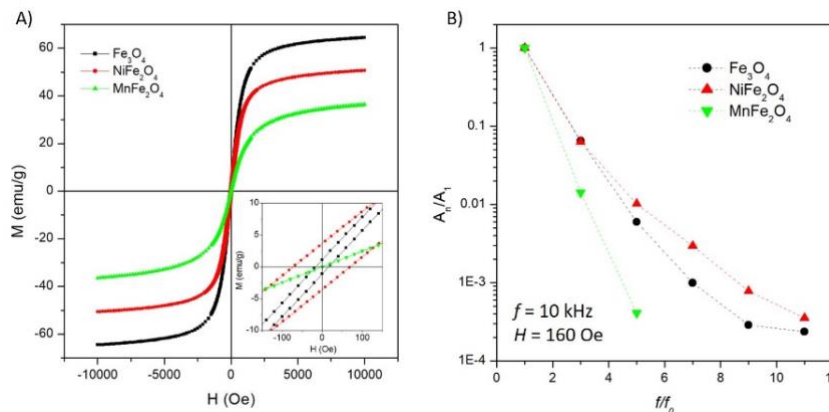 A)
60
40
20
0
-20
-40
-60
M (emu/g)
Fe₃O₄
NiFe₂O₄
MnFe₂O₄
10
5
0
-5
-10
M (emu/g)
-100 0 100
H (Oe)
-10000 -5000 0 5000 10000
H (Oe)
B)
1
0.1
0.01
1E-3
1E-4
Aₙ/A₁
Fe₃O₄
NiFe₂O₄
MnFe₂O₄
f = 10 kHz
H = 160 Oe
0 2 4 6 8 10 12
f/f₀